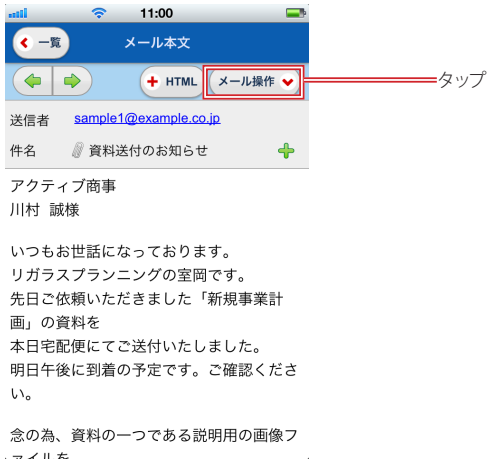 11:00
一覧
メール本文
HTML
メール操作
タップ
送信者 sample1@example.co.jp
件名 資料送付のお知らせ
アクティブ商事
川村 誠様
いつもお世話になっております。
リガラスプランニングの室岡です。
先日ご依頼いただきました「新規事業計
画」の資料を
本日宅配便にてご送付いたしました。
明日午後に到着の予定です。ご確認くださ
い。
念の為、資料の一つである説明用の画像フ
ァイルを